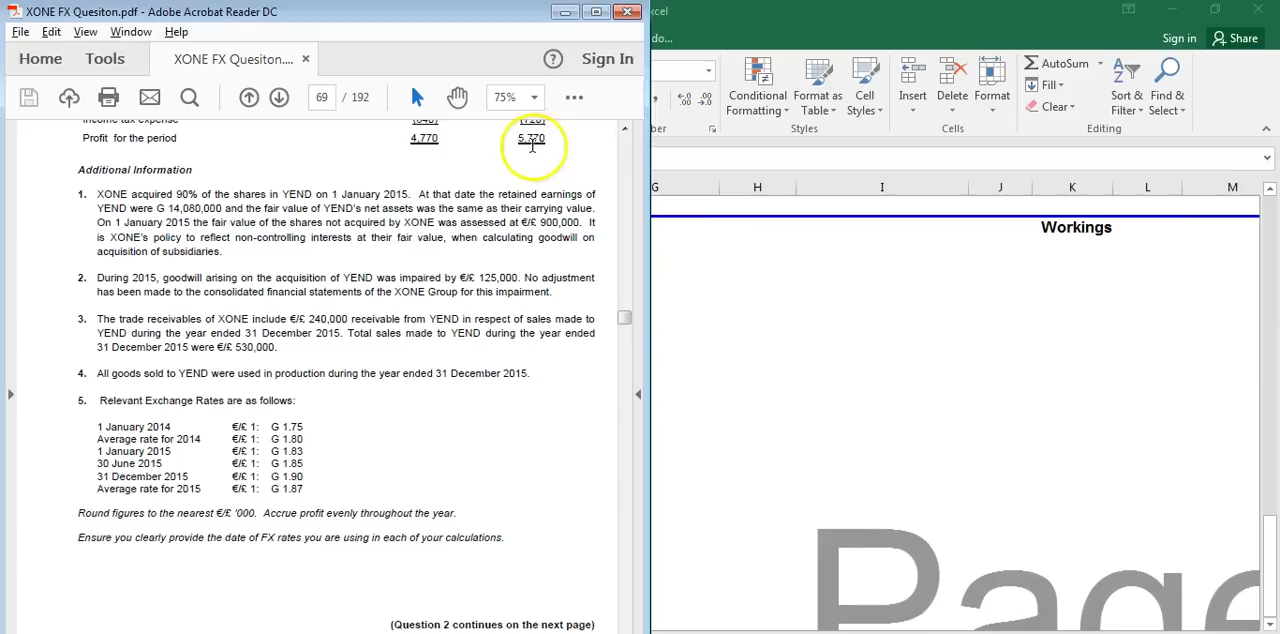 XONE FX Quesiton.pdf - Adobe Acrobat Reader DC
File Edit View Window Help
Home Tools XONE FX Quesiton.... × ? Sign In
69 / 192 75%
Income tax expense
Profit for the period 4,770 5,770
Additional Information
1. XONE acquired 90% of the shares in YEND on 1 January 2015. At that date the retained earnings of
YEND were G 14,080,000 and the fair value of YEND's net assets was the same as their carrying value.
On 1 January 2015 the fair value of the shares not acquired by XONE was assessed at €/£ 900,000. It
is XONE's policy to reflect non-controlling interests at their fair value, when calculating goodwill on
acquisition of subsidiaries.
2. During 2015, goodwill arising on the acquisition of YEND was impaired by €/£ 125,000. No adjustment
has been made to the consolidated financial statements of the XONE Group for this impairment.
3. The trade receivables of XONE include €/£ 240,000 receivable from YEND in respect of sales made to
YEND during the year ended 31 December 2015. Total sales made to YEND during the year ended
31 December 2015 were €/£ 530,000.
4. All goods sold to YEND were used in production during the year ended 31 December 2015.
5. Relevant Exchange Rates are as follows:
1 January 2014 €/£ 1: G 1.75
Average rate for 2014 €/£ 1: G 1.80
1 January 2015 €/£ 1: G 1.83
30 June 2015 €/£ 1: G 1.85
31 December 2015 €/£ 1: G 1.90
Average rate for 2015 €/£ 1: G 1.87
Round figures to the nearest €/£ '000. Accrue profit evenly throughout the year.
Ensure you clearly provide the date of FX rates you are using in each of your calculations.
(Question 2 continues on the next page)
xcel
do... Sign in Share
Conditional Formatting Format as Table Cell Styles Insert Delete Format AutoSum Fill Clear Sort & Filter Find & Select
ber Styles Cells Editing
G H I J K L M
Workings
Page